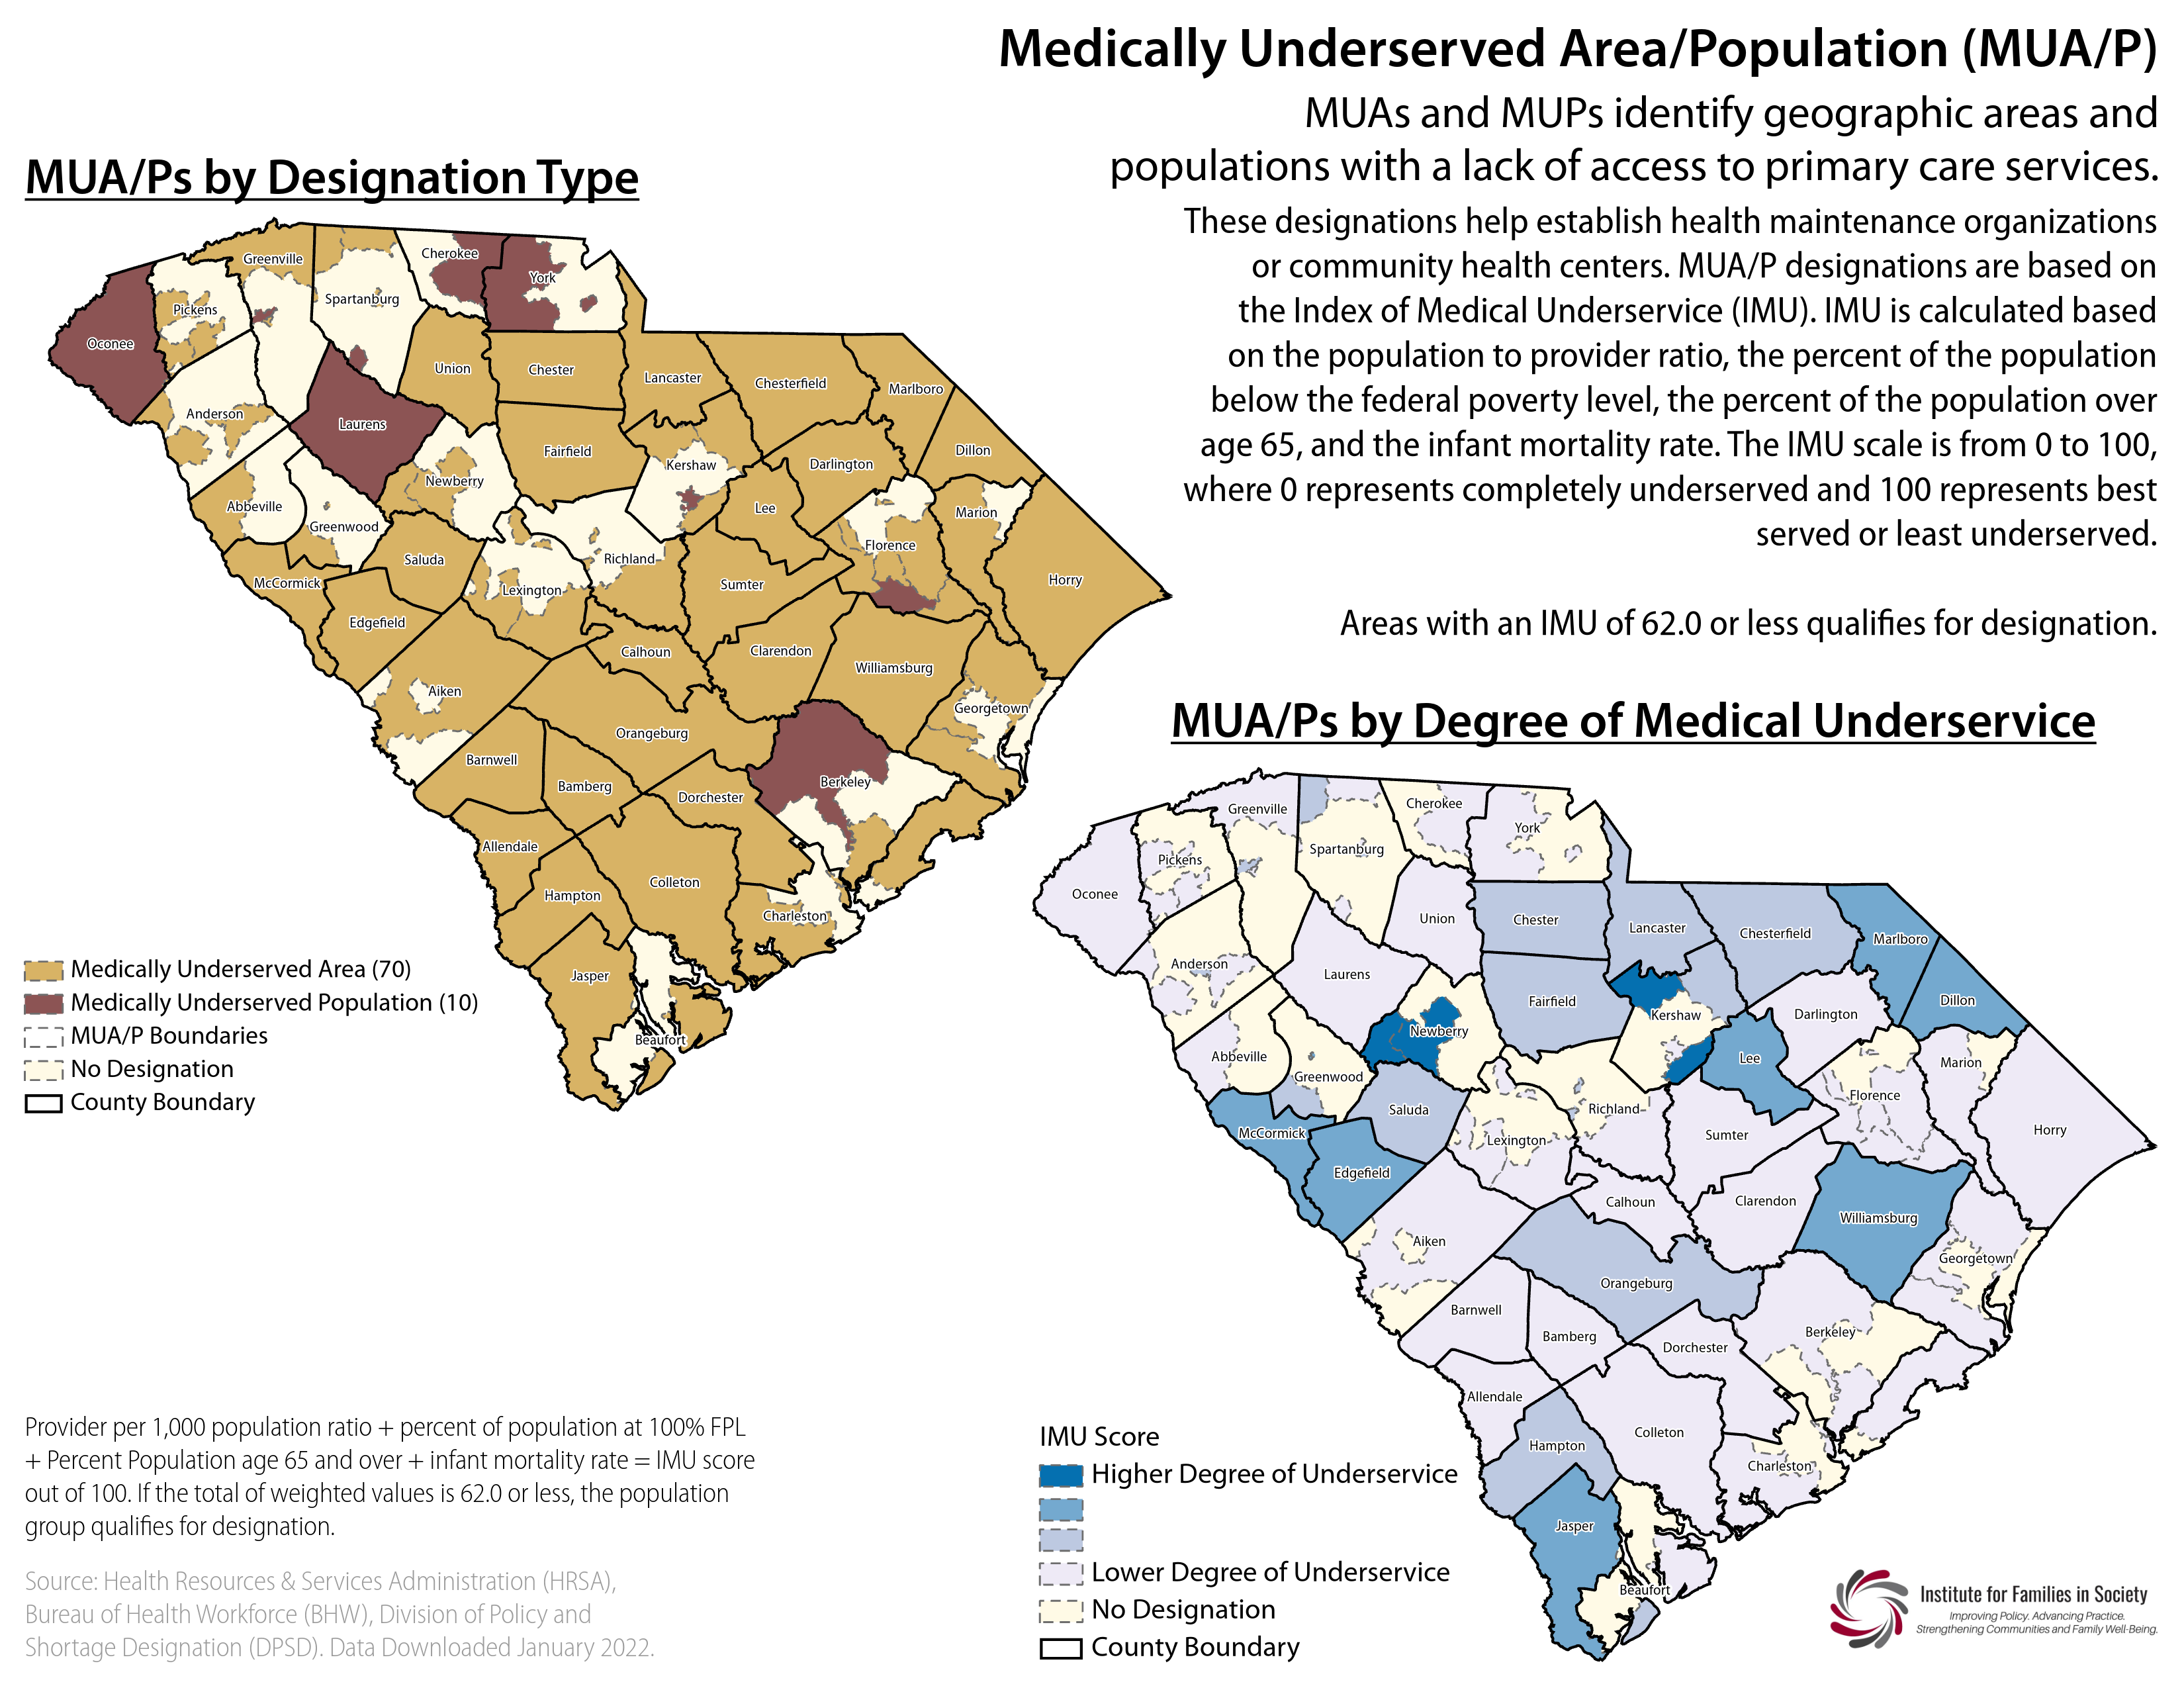 Medically Underserved Area/Population (MUA/P)
MUAs and MUPs identify geographic areas and
populations with a lack of access to primary care services.
These designations help establish health maintenance organizations
or community health centers. MUA/P designations are based on
the Index of Medical Underservice (IMU). IMU is calculated based
on the population to provider ratio, the percent of the population
below the federal poverty level, the percent of the population over
age 65, and the infant mortality rate. The IMU scale is from 0 to 100,
where 0 represents completely underserved and 100 represents best
served or least underserved.
Areas with an IMU of 62.0 or less qualifies for designation.
MUA/Ps by Designation Type
Cherokee
Greenville
York
Spartanburg
Pickens
Oconee
Union
Chester
Lancaster
Chesterfield
Marlboro
Anderson
Laurens
Fairfield
Dillon
Kershaw
Darlington
Newberry
Abbeville
Lee
Marion
Greenwood
Florence
Saluda
Richland
McCormick
Lexington
Sumter
Horry
Edgefield
Calhoun
Clarendon
Williamsburg
Aiken
Georgetown
Orangeburg
Barnwell
Berkeley
Bamberg
Dorchester
Allendale
Colleton
Hampton
Charleston
Jasper
Beaufort
Medically Underserved Area (70)
Medically Underserved Population (10)
MUA/P Boundaries
No Designation
County Boundary
MUA/Ps by Degree of Medical Underservice
Cherokee
Greenville
York
Spartanburg
Pickens
Oconee
Union
Chester
Lancaster
Chesterfield
Marlboro
Anderson
Laurens
Fairfield
Dillon
Kershaw
Darlington
Newberry
Abbeville
Lee
Marion
Greenwood
Florence
Saluda
Richland
McCormick
Lexington
Sumter
Horry
Edgefield
Calhoun
Clarendon
Williamsburg
Aiken
Georgetown
Orangeburg
Barnwell
Berkeley
Bamberg
Dorchester
Allendale
Colleton
Hampton
Charleston
Jasper
Beaufort
IMU Score
Higher Degree of Underservice
Lower Degree of Underservice
No Designation
County Boundary
Provider per 1,000 population ratio + percent of population at 100% FPL
+ Percent Population age 65 and over + infant mortality rate = IMU score
out of 100. If the total of weighted values is 62.0 or less, the population
group qualifies for designation.
Source: Health Resources & Services Administration (HRSA),
Bureau of Health Workforce (BHW), Division of Policy and
Shortage Designation (DPSD). Data Downloaded January 2022.
Institute for Families in Society
Improving Policy. Advancing Practice.
Strengthening Communities and Family Well-Being.